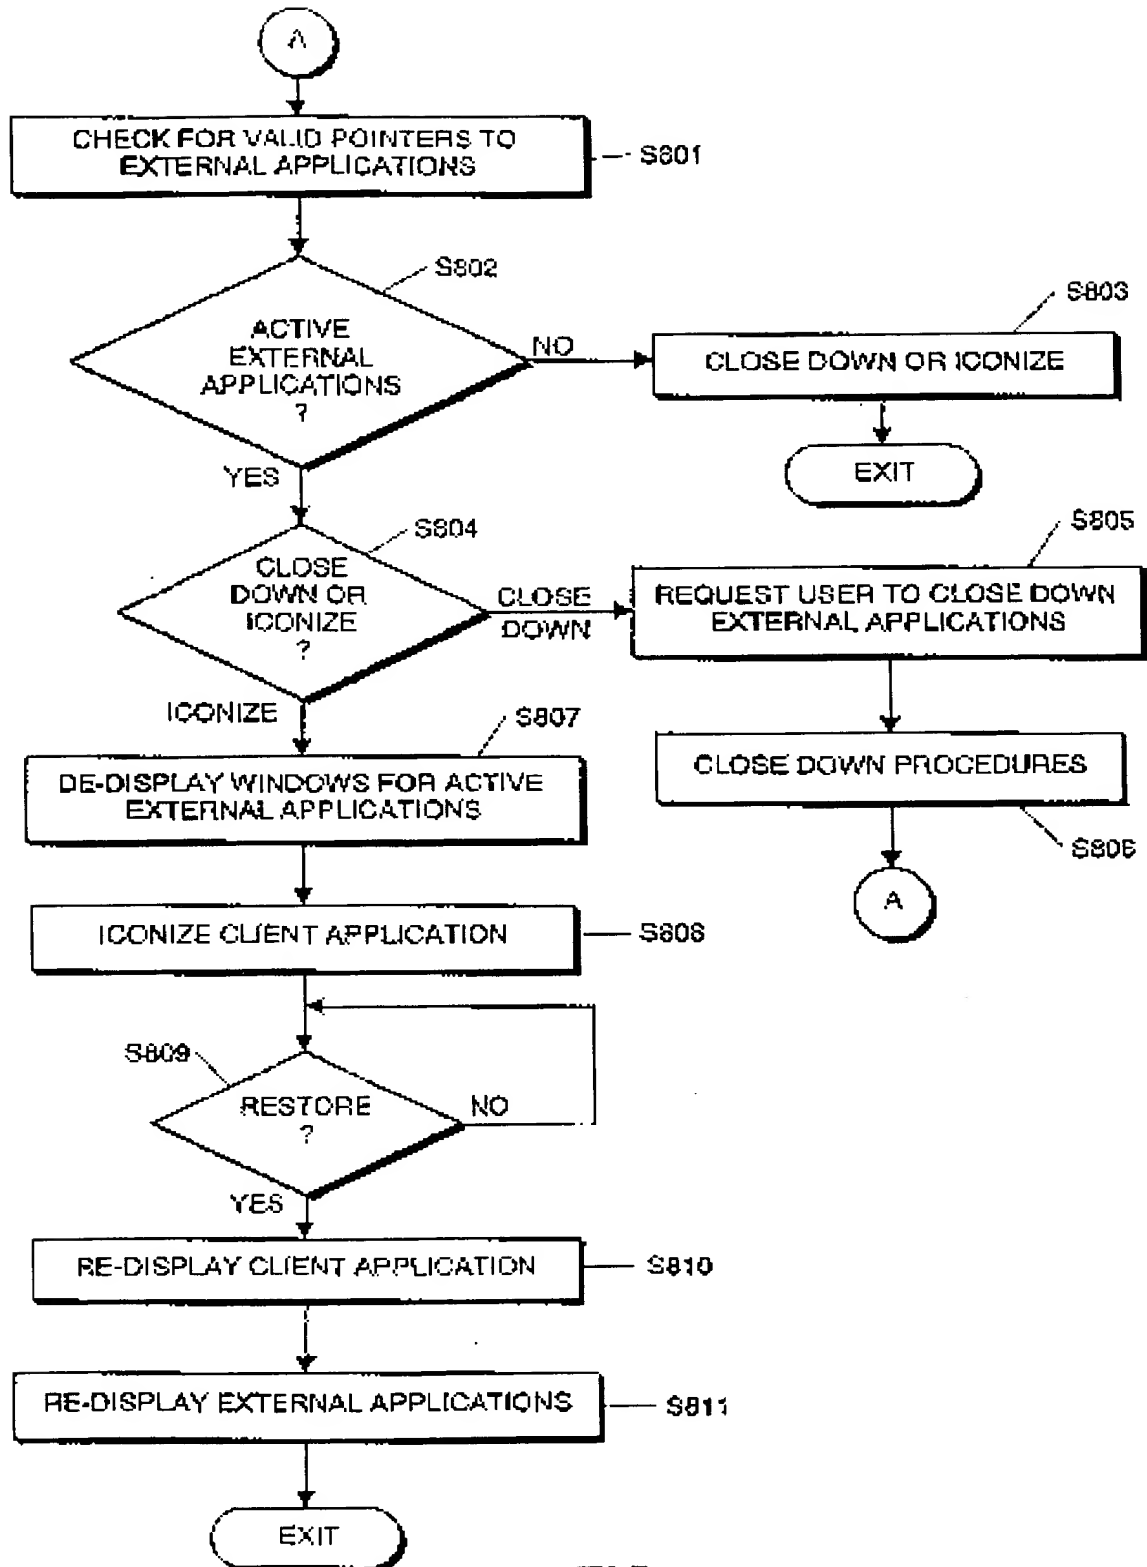 A
CHECK FOR VALID POINTERS TO
EXTERNAL APPLICATIONS
S801
S802
ACTIVE
EXTERNAL
APPLICATIONS
?
NO
S803
CLOSE DOWN OR ICONIZE
EXIT
YES
S804
CLOSE
DOWN OR
ICONIZE
?
CLOSE
DOWN
S805
REQUEST USER TO CLOSE DOWN
EXTERNAL APPLICATIONS
CLOSE DOWN PROCEDURES
S806
A
ICONIZE
S807
DE-DISPLAY WINDOWS FOR ACTIVE
EXTERNAL APPLICATIONS
ICONIZE CLIENT APPLICATION
S808
S809
RESTORE
?
NO
YES
RE-DISPLAY CLIENT APPLICATION
S810
RE-DISPLAY EXTERNAL APPLICATIONS
S811
EXIT